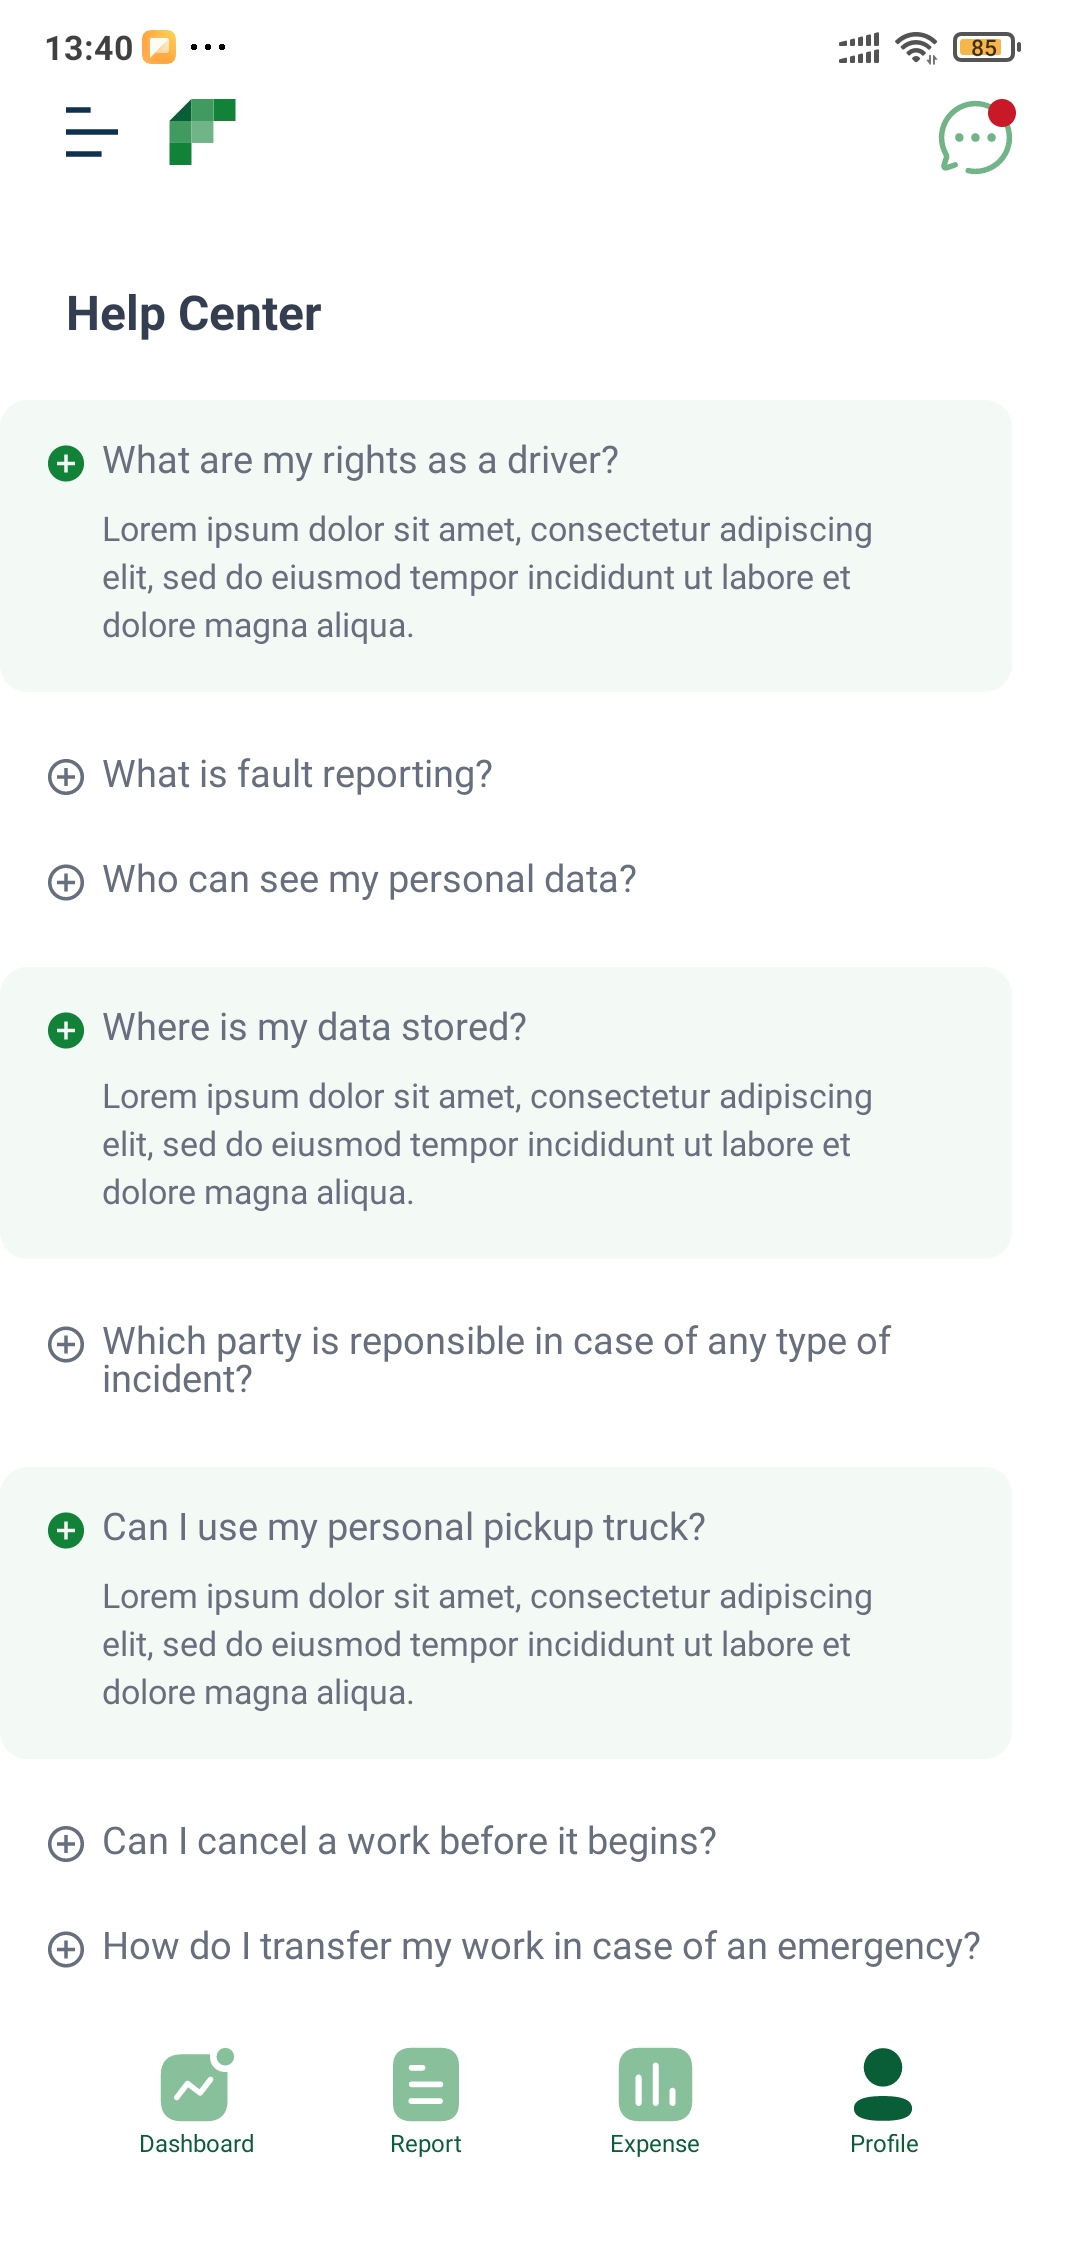 13:40
85
Help Center
What are my rights as a driver?
Lorem ipsum dolor sit amet, consectetur adipiscing
elit, sed do eiusmod tempor incididunt ut labore et
dolore magna aliqua.
What is fault reporting?
Who can see my personal data?
Where is my data stored?
Lorem ipsum dolor sit amet, consectetur adipiscing
elit, sed do eiusmod tempor incididunt ut labore et
dolore magna aliqua.
Which party is reponsible in case of any type of
incident?
Can I use my personal pickup truck?
Lorem ipsum dolor sit amet, consectetur adipiscing
elit, sed do eiusmod tempor incididunt ut labore et
dolore magna aliqua.
Can I cancel a work before it begins?
How do I transfer my work in case of an emergency?
Dashboard
Report
Expense
Profile